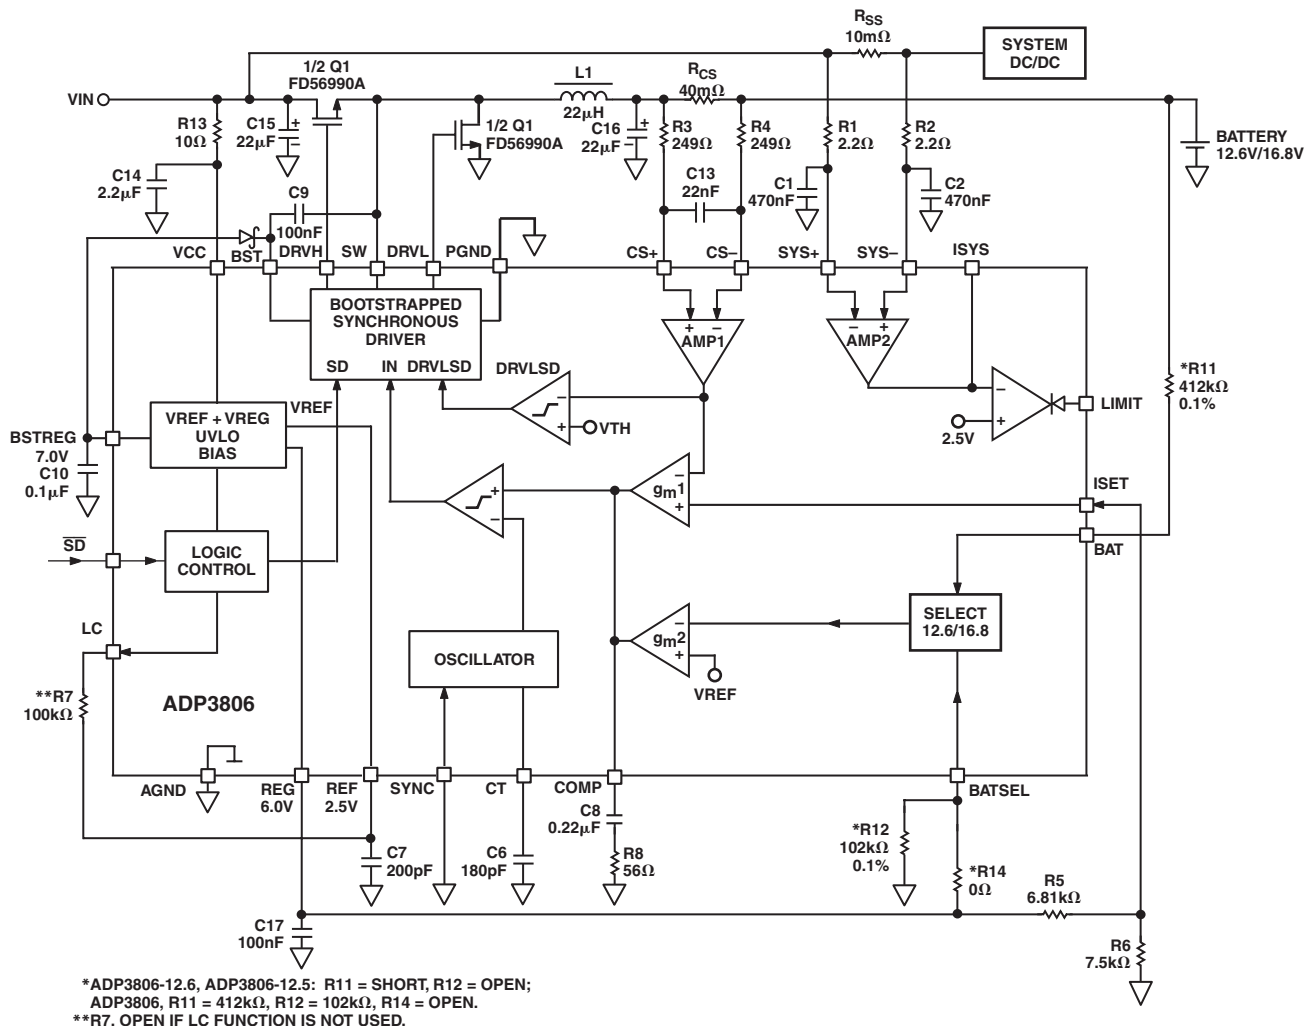 RSS
10mΩ
SYSTEM
DC/DC
1/2 Q1
FD56990A
L1
22μH
RCS
40mΩ
VIN
R13
10Ω
C15
22μF
+
–
1/2 Q1
FD56990A
C16
22μF
+
–
R3
249Ω
R4
249Ω
R1
2.2Ω
R2
2.2Ω
BATTERY
12.6V/16.8V
C14
2.2μF
C9
100nF
C13
22nF
C1
470nF
C2
470nF
VCC
BST
DRVH
SW
DRVL
PGND
CS+
CS–
SYS+
SYS–
ISYS
BOOTSTRAPPED
SYNCHRONOUS
DRIVER
SD
IN
DRVLSD
+
–
AMP1
–
+
AMP2
DRVLSD
–
+
VTH
–
+
2.5V
LIMIT
*R11
412kΩ
0.1%
VREF + VREG
UVLO
BIAS
VREF
BSTREG
7.0V
C10
0.1μF
+
–
gm1
–
+
ISET
BAT
SD
LOGIC
CONTROL
SELECT
12.6/16.8
LC
OSCILLATOR
gm2
–
+
VREF
**R7
100kΩ
ADP3806
AGND
REG
6.0V
REF
2.5V
SYNC
CT
COMP
BATSEL
C8
0.22μF
R8
56Ω
*R12
102kΩ
0.1%
*R14
0Ω
C7
200pF
C6
180pF
R5
6.81kΩ
C17
100nF
R6
7.5kΩ
*ADP3806-12.6, ADP3806-12.5: R11 = SHORT, R12 = OPEN;
ADP3806, R11 = 412kΩ, R12 = 102kΩ, R14 = OPEN.
**R7, OPEN IF LC FUNCTION IS NOT USED.